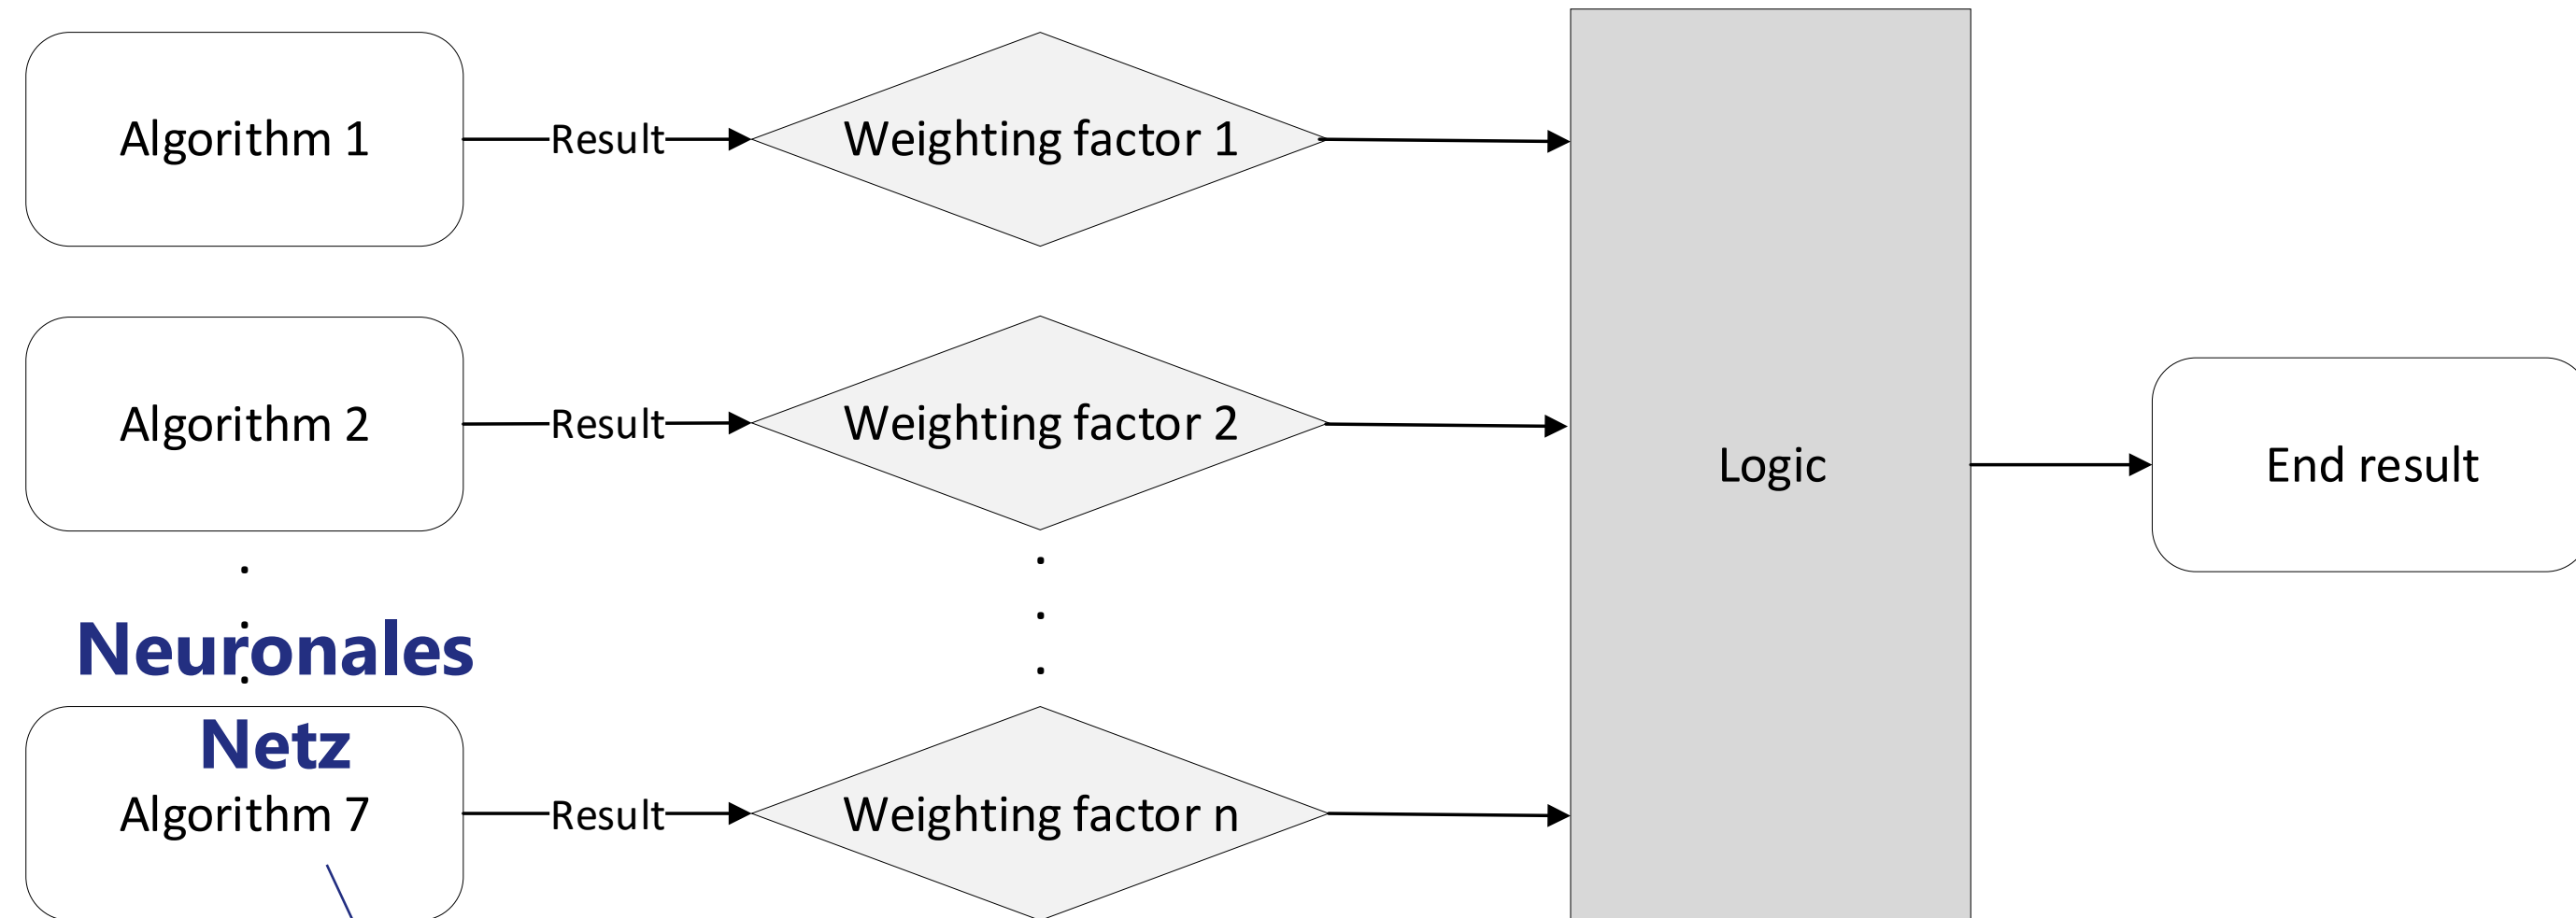 Algorithm 1
Result
Weighting factor 1
Algorithm 2
Result
Weighting factor 2
Logic
End result
Neuronales
Netz
Algorithm 7
Result
Weighting factor n